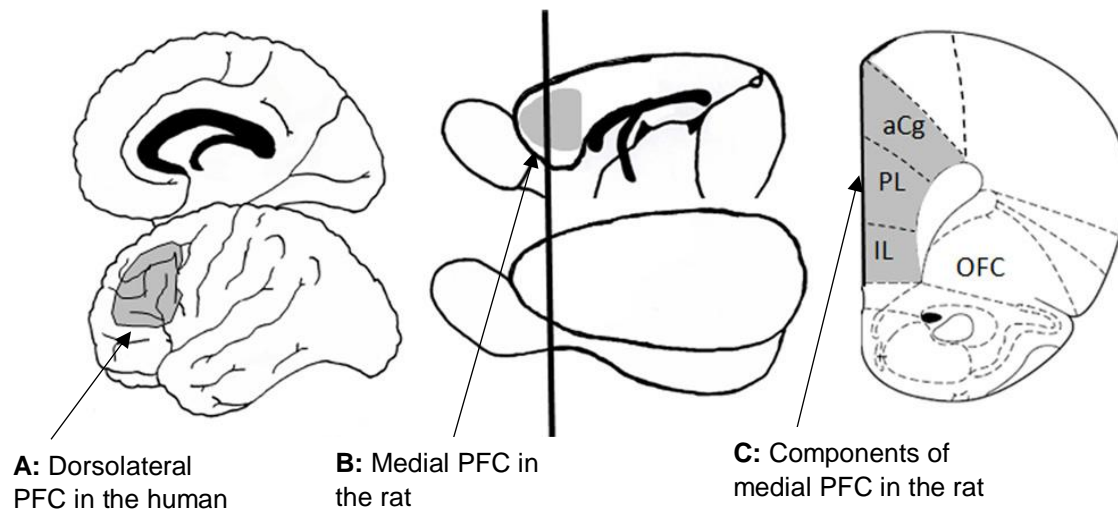 aCg
PL
IL
OFC
A: Dorsolateral
PFC in the human
B: Medial PFC in
the rat
C: Components of
medial PFC in the rat